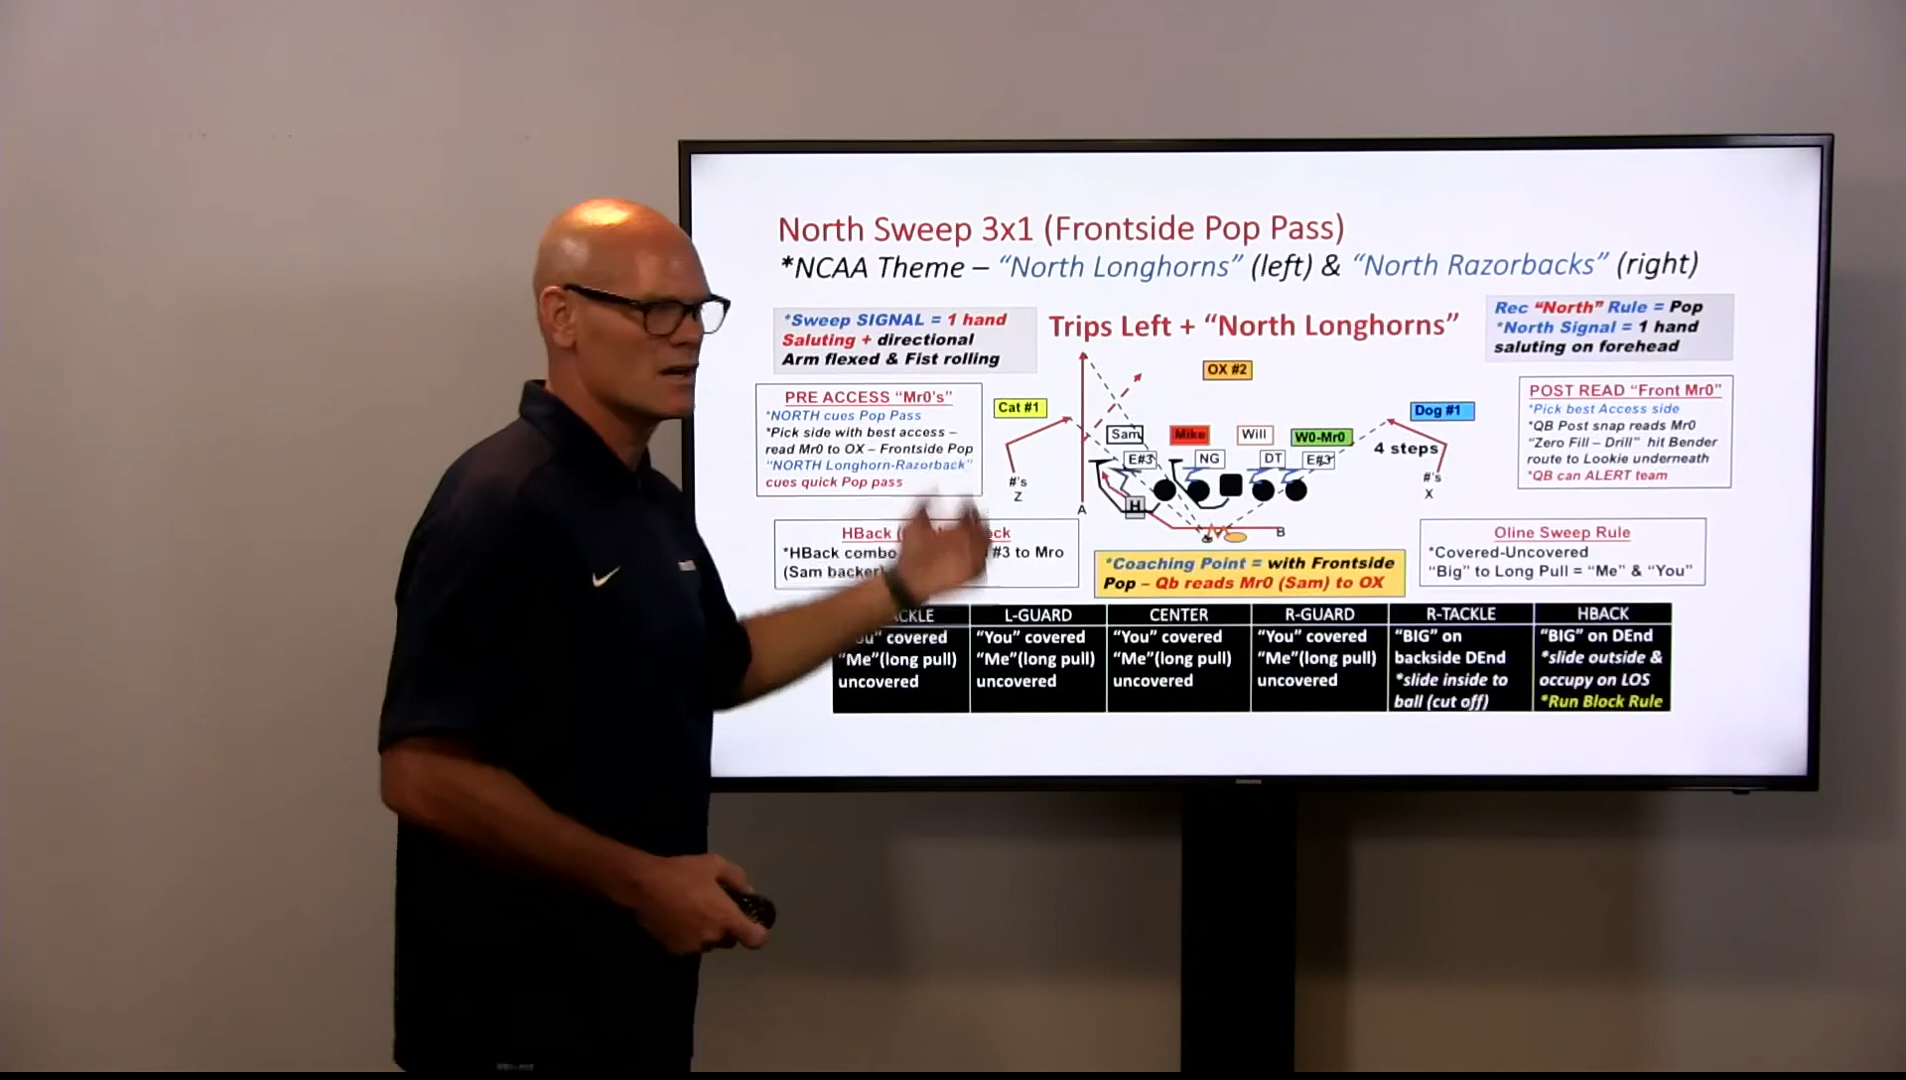 North Sweep 3x1 (Frontside Pop Pass)
*NCAA Theme – “North Longhorns” (left) & “North Razorbacks” (right)
*Sweep SIGNAL = 1 hand
Saluting + directional
Arm flexed & Fist rolling
Trips Left + “North Longhorns”
Rec “North” Rule = Pop
*North Signal = 1 hand
saluting on forehead
PRE ACCESS “Mr0's”
*NORTH cues Pop Pass
*Pick side with best access –
read Mr0 to OX – Frontside Pop
“NORTH Longhorn-Razorback”
cues quick Pop pass
OX #2
Cat #1
Dog #1
Sam
Mike
Will
W0-Mr0
4 steps
E#3
NG
DT
E#3
#'s
Z
#'s
X
A
H
B
POST READ “Front Mr0”
*Pick best Access side
*QB Post snap reads Mr0
“Zero Fill – Drill” hit Bender
route to Lookie underneath
*QB can ALERT team
HBack
*HBack combo #3 to Mro
(Sam backer)
*Coaching Point = with Frontside
Pop – Qb reads Mr0 (Sam) to OX
Oline Sweep Rule
*Covered-Uncovered
“Big” to Long Pull = “Me” & “You”
L-GUARD CENTER R-GUARD R-TACKLE HBACK
covered “You” covered “You” covered “You” covered “BIG” on “BIG” on DEnd
“Me”(long pull) “Me”(long pull) “Me”(long pull) “Me”(long pull) backside DEnd *slide outside &
uncovered uncovered uncovered uncovered *slide inside to occupy on LOS
ball (cut off) *Run Block Rule